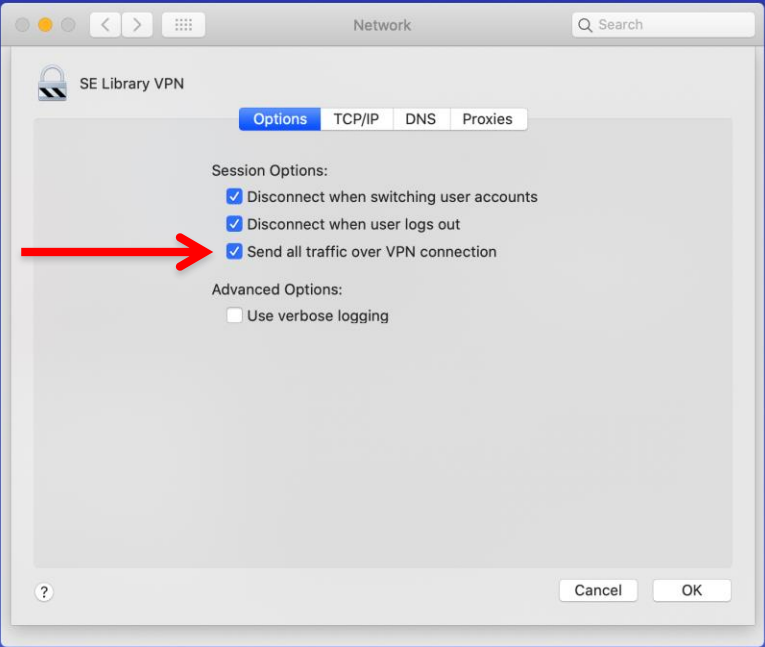 Network
Search
SE Library VPN
Options TCP/IP DNS Proxies
Session Options:
Disconnect when switching user accounts
Disconnect when user logs out
Send all traffic over VPN connection
Advanced Options:
Use verbose logging
?
Cancel OK